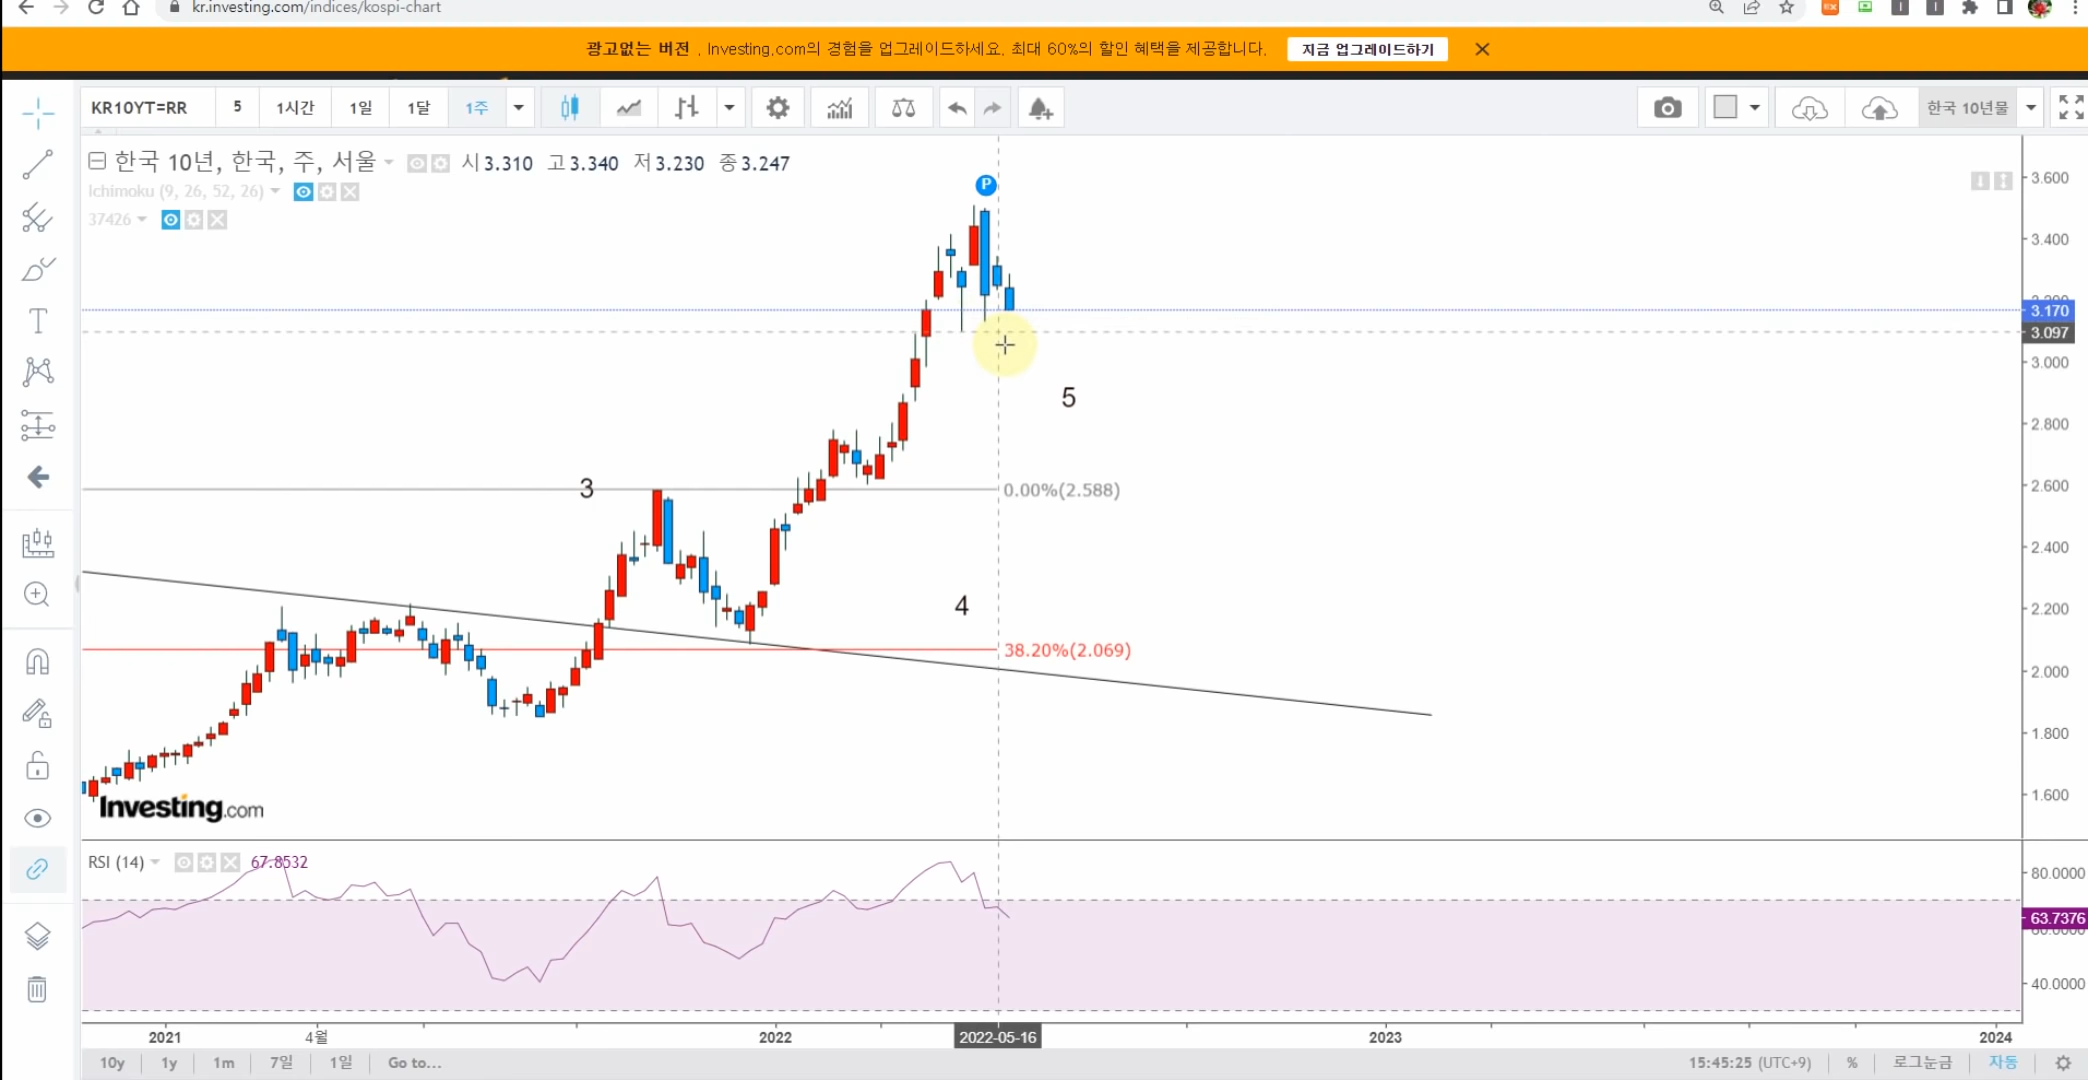 kr.investing.com/indices/kospi-chart
광고없는 버전 . Investing.com의 경험을 업그레이드하세요. 최대 60%의 할인 혜택을 제공합니다. 지금 업그레이드하기
KR10YT=RR 5 1시간 1일 1달 1주 한국 10년물
한국 10년, 한국, 주, 서울 시3.310 고3.340 저3.230 종3.247
Ichimoku (9, 26, 52, 26)
37426
P
3.600
3.400
3.170
3.097
3.000
5
2.800
3
0.00%(2.588)
2.600
2.400
4
2.200
38.20%(2.069)
2.000
1.800
1.600
Investing.com
RSI (14) 67.8532
80.0000
63.7376
60.0000
40.0000
2021 4월 2022 2022-05-16 2023 2024
10y 1y 1m 7일 1일 Go to... 15:45:25 (UTC+9) % 로그눈금 자동